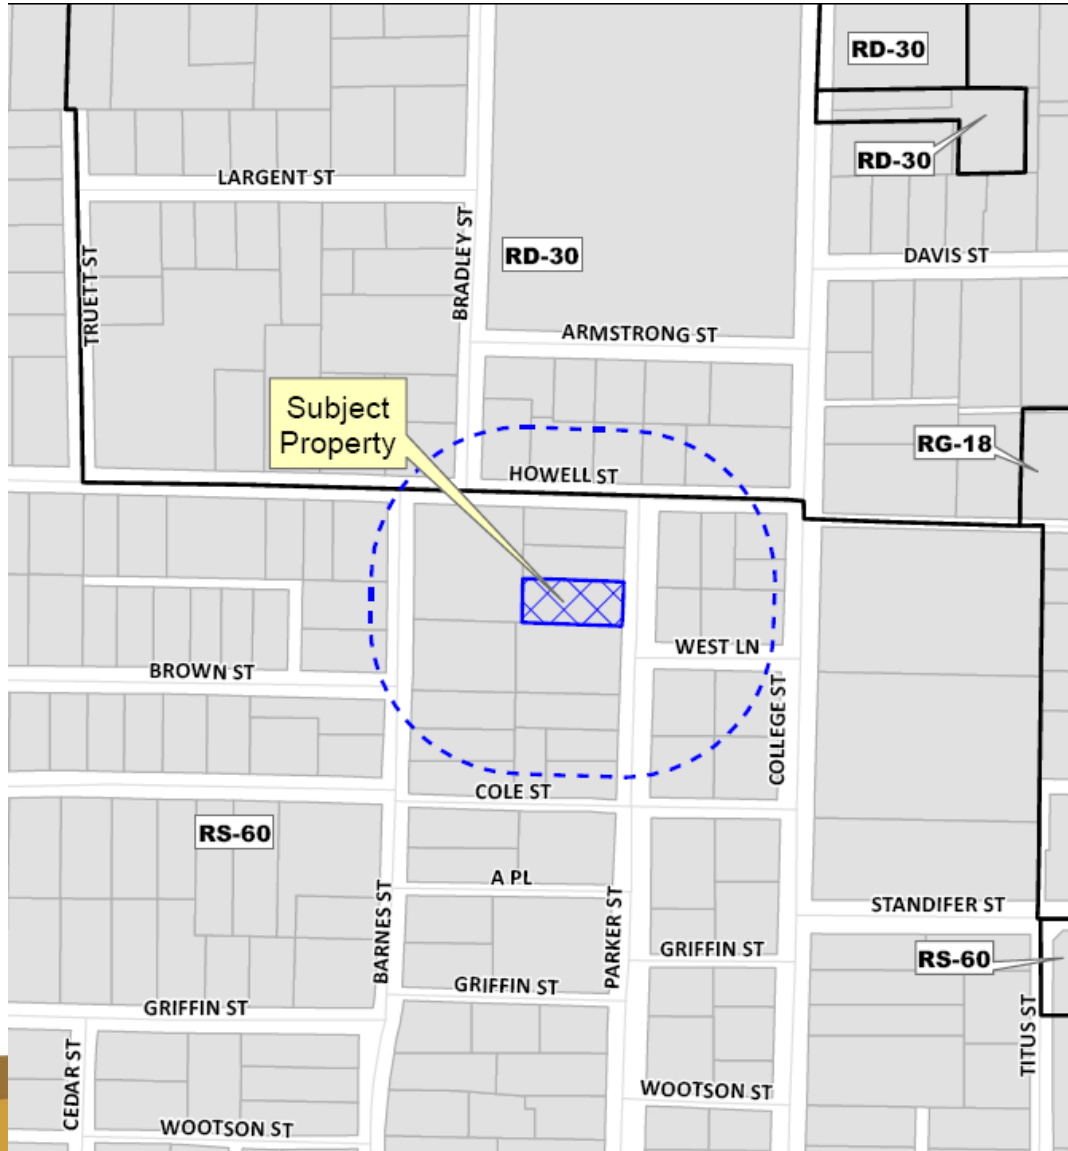 RD-30
RD-30
LARGENT ST
TRUETT ST
BRADLEY ST
RD-30
DAVIS ST
ARMSTRONG ST
Subject
Property
RG-18
HOWELL ST
WEST LN
BROWN ST
COLLEGE ST
COLE ST
RS-60
A PL
BARNES ST
PARKER ST
STANDIFER ST
GRIFFIN ST
RS-60
GRIFFIN ST
GRIFFIN ST
TITUS ST
CEDAR ST
WOOTSON ST
WOOTSON ST